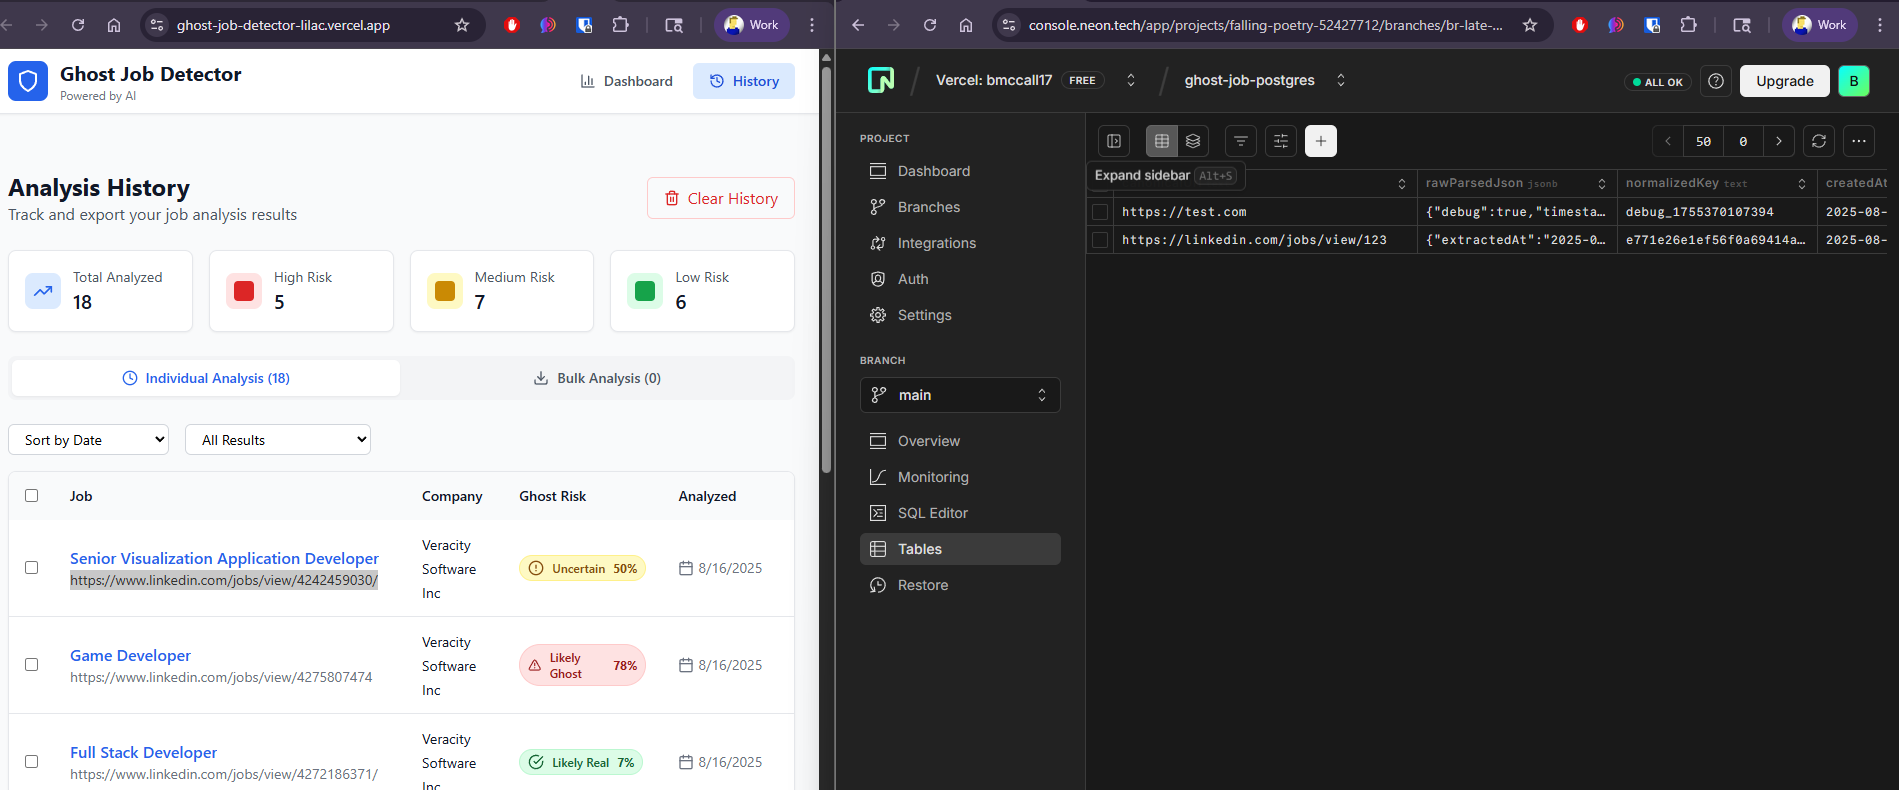 ghost-job-detector-lilac.vercel.app
Work
Ghost Job Detector
Powered by AI
Dashboard
History
Analysis History
Track and export your job analysis results
Clear History
Total Analyzed
18
High Risk
5
Medium Risk
7
Low Risk
6
Individual Analysis (18)
Bulk Analysis (0)
Sort by Date
All Results
Job Company Ghost Risk Analyzed
Senior Visualization Application Developer
https://www.linkedin.com/jobs/view/4242459030/
Veracity
Software
Inc
Uncertain 50%
8/16/2025
Game Developer
https://www.linkedin.com/jobs/view/4275807474
Veracity
Software
Inc
Likely
Ghost
78%
8/16/2025
Full Stack Developer
https://www.linkedin.com/jobs/view/4272186371/
Veracity
Software
Inc
Likely Real 7%
8/16/2025
console.neon.tech/app/projects/falling-poetry-52427712/branches/br-late-...
Work
Vercel: bmccall17
FREE
ghost-job-postgres
ALL OK
Upgrade
B
PROJECT
Dashboard
Branches
Integrations
Auth
Settings
BRANCH
main
Overview
Monitoring
SQL Editor
Tables
Restore
50
0
Expand sidebar Alt+S
rawParsedJson jsonb
normalizedKey text
createdAt
https://test.com
{"debug":true,"timesta...
debug_1755370107394
2025-08-
https://linkedin.com/jobs/view/123
{"extractedAt":"2025-0...
e771e26e1ef56f0a69414a...
2025-08-